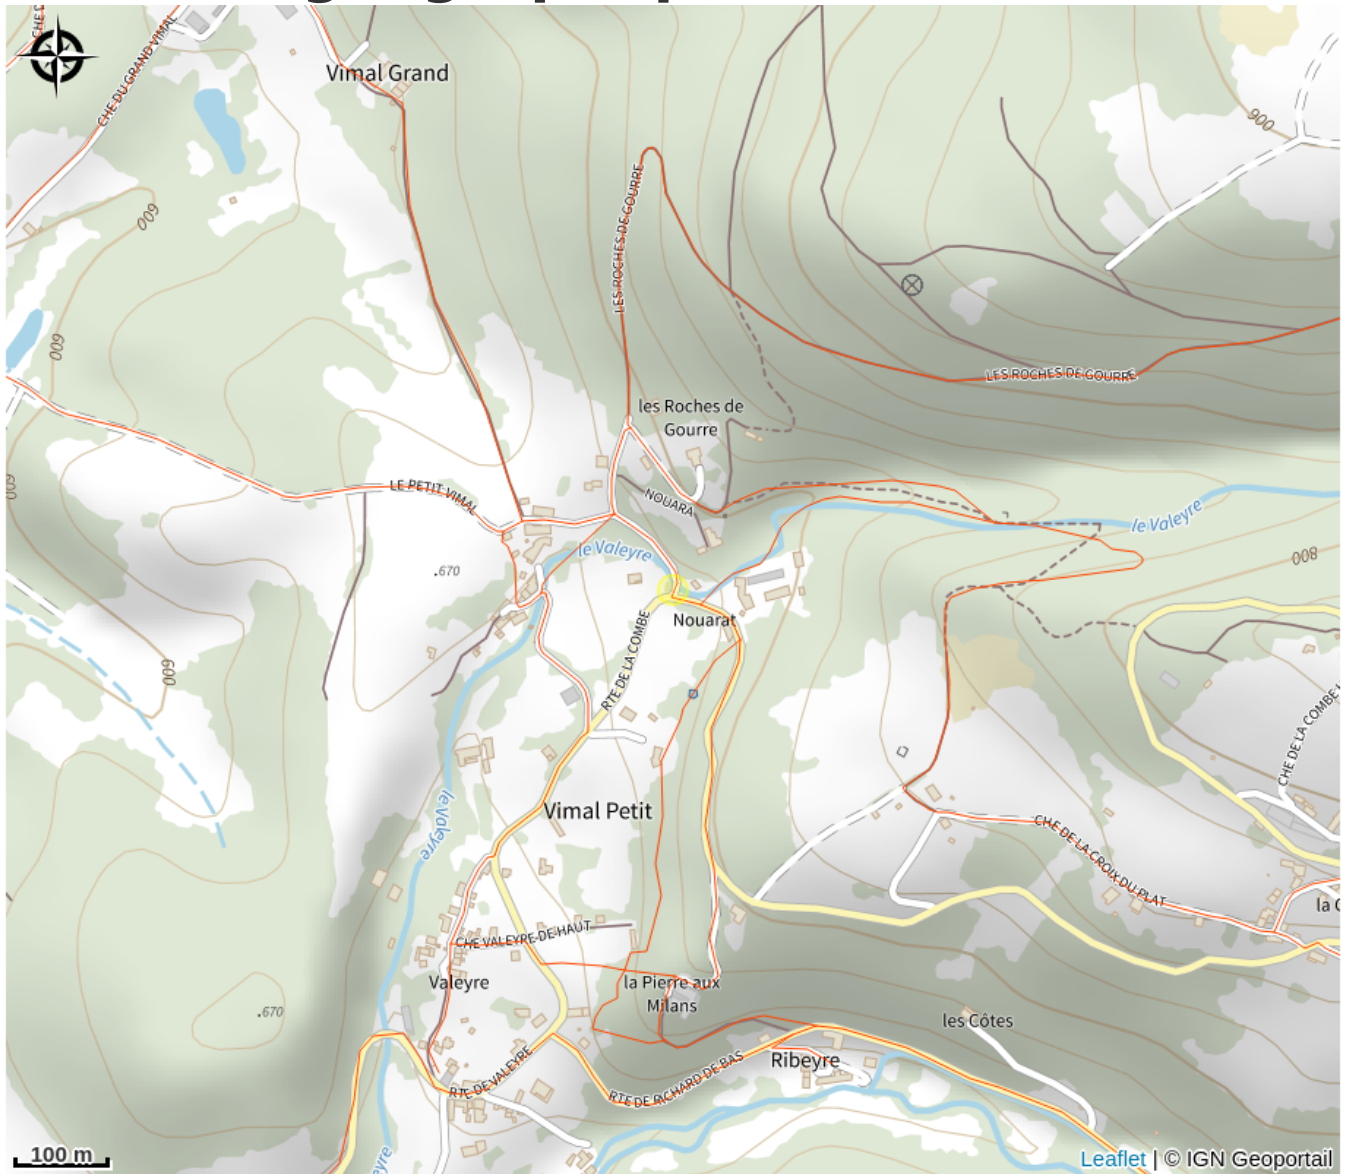 CHE DU GRAND VIMAL
Vimal Grand
900
600
LES ROCHES DE GOURRE
600
LES ROCHES DE GOURRE
les Roches de
Gourre
600
LE PETIT VIMAL
NOUARA
le Valeyre
le Valeyre
.670
800
Nouarat
RTE DE LA COMBE
600
CHE DE LA COMBE
le Valeyre
Vimal Petit
CHE DE LA CROIX DU PLAT
CHE VALEYRE DE HAUT
Valeyre
la Pierre aux
Milans
.670
les Côtes
Ribeyre
RTE DE VALEYRE
RTE DE RICHARD DE BAS
100 m
Leaflet | © IGN Geoportail